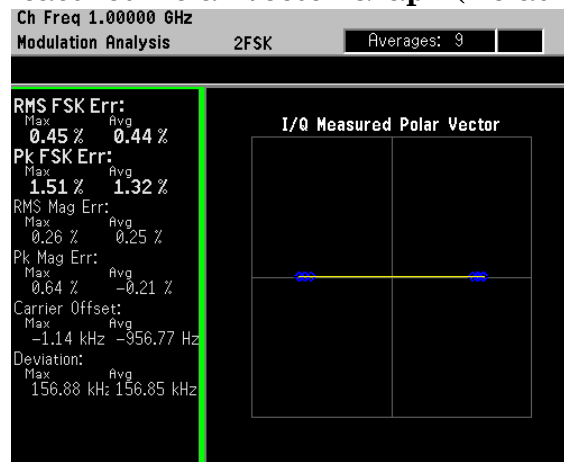 Ch Freq 1.00000 GHz
Modulation Analysis 2FSK Averages: 9
RMS FSK Err:
Max Avg
0.45 % 0.44 %
Pk FSK Err:
Max Avg
1.51 % 1.32 %
RMS Mag Err:
Max Avg
0.26 % 0.25 %
Pk Mag Err:
Max Avg
0.64 % -0.21 %
Carrier Offset:
Max Avg
-1.14 kHz -956.77 Hz
Deviation:
Max Avg
156.88 kHz 156.85 kHz
I/Q Measured Polar Vector